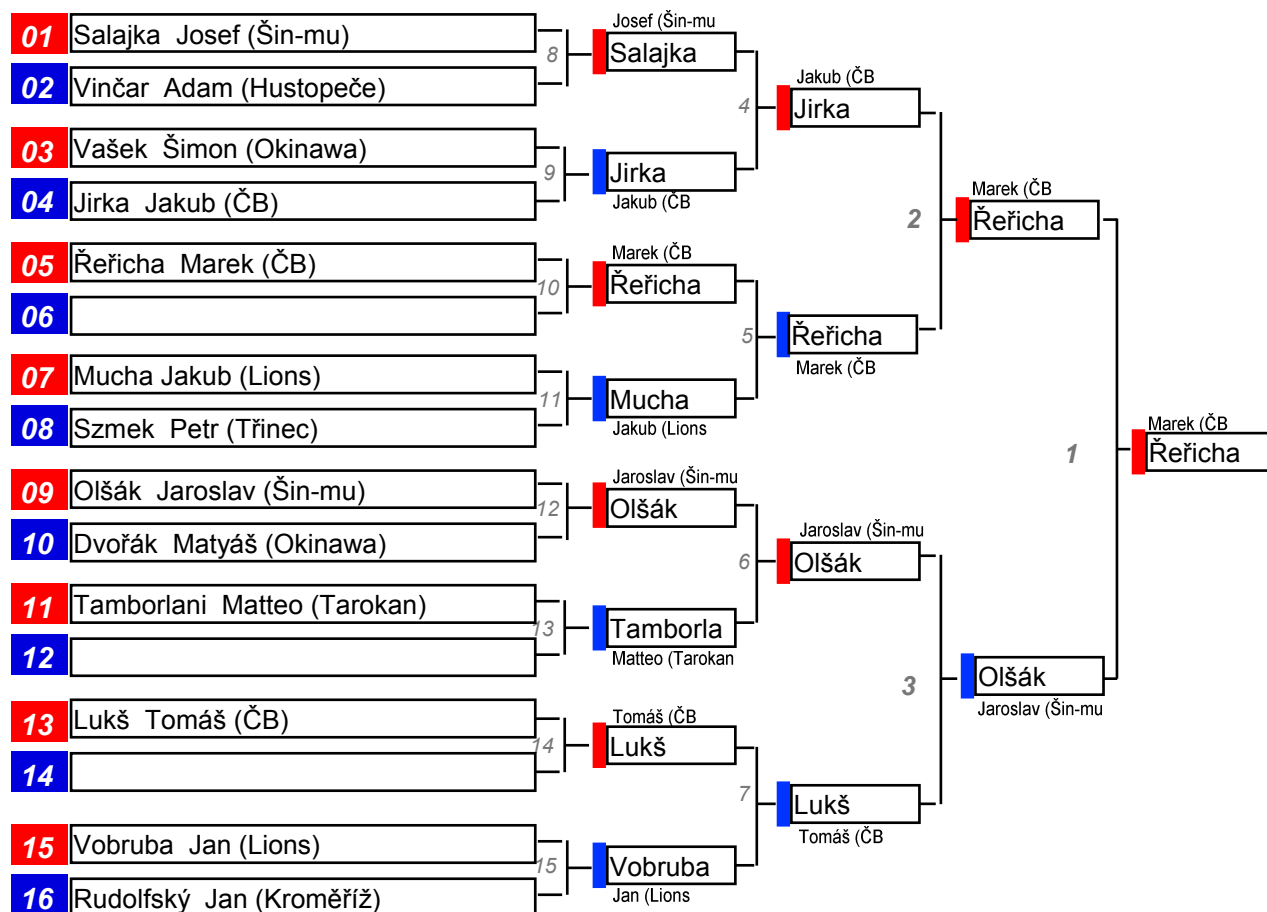 01 Salajka Josef (Šin-mu)
02 Vinčar Adam (Hustopeče)
03 Vašek Šimon (Okinawa)
04 Jirka Jakub (ČB)
05 Řeřicha Marek (ČB)
06
07 Mucha Jakub (Lions)
08 Szmek Petr (Třinec)
09 Olšák Jaroslav (Šin-mu)
10 Dvořák Matyáš (Okinawa)
11 Tamborlani Matteo (Tarokan)
12
13 Lukš Tomáš (ČB)
14
15 Vobruba Jan (Lions)
16 Rudolfský Jan (Kroměříž)
8
9
10
11
12
13
14
15
Josef (Šin-mu
Salajka
Jirka
Jakub (ČB
Marek (ČB
Řeřicha
Mucha
Jakub (Lions
Jaroslav (Šin-mu
Olšák
Tamborla
Matteo (Tarokan
Tomáš (ČB
Lukš
Vobruba
Jan (Lions
4
5
6
7
Jakub (ČB
Jirka
Řeřicha
Marek (ČB
Jaroslav (Šin-mu
Olšák
Lukš
Tomáš (ČB
2
3
Marek (ČB
Řeřicha
Olšák
Jaroslav (Šin-mu
1
Marek (ČB
Řeřicha